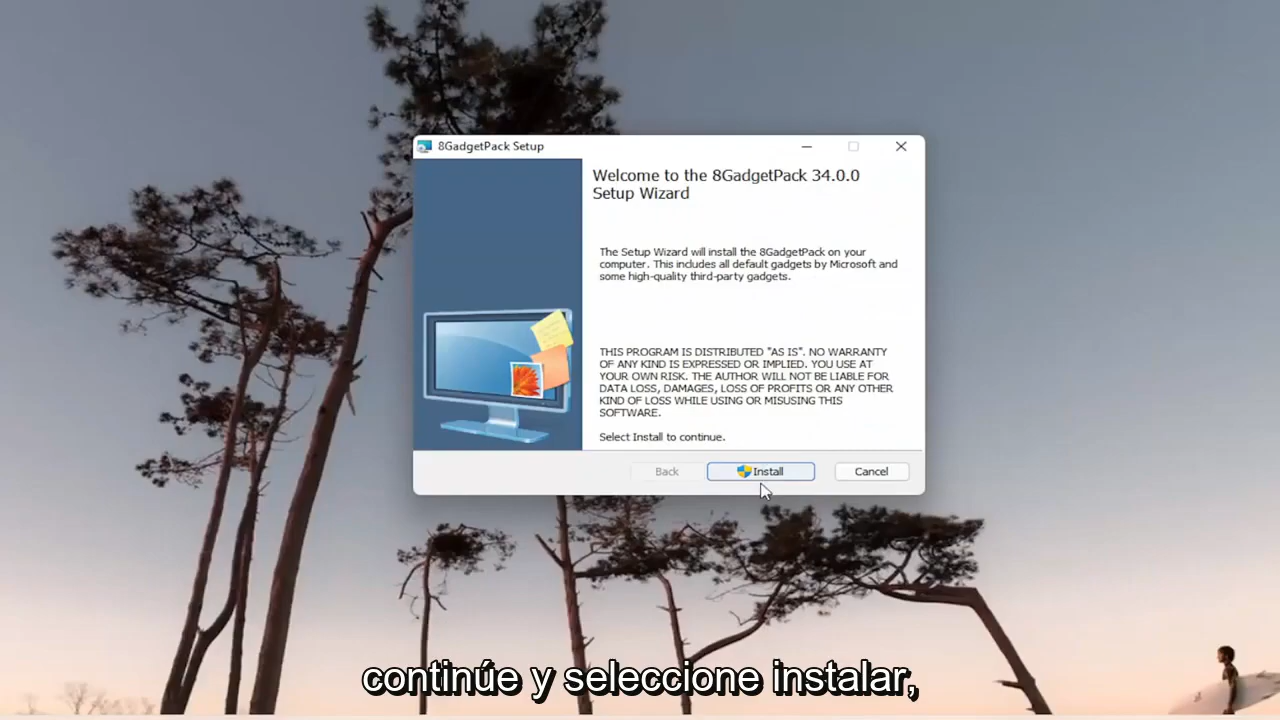 8GadgetPack Setup
Welcome to the 8GadgetPack 34.0.0
Setup Wizard
The Setup Wizard will install the 8GadgetPack on your
computer. This includes all default gadgets by Microsoft and
some high-quality third-party gadgets.
THIS PROGRAM IS DISTRIBUTED "AS IS". NO WARRANTY
OF ANY KIND IS EXPRESSED OR IMPLIED. YOU USE AT
YOUR OWN RISK. THE AUTHOR WILL NOT BE LIABLE FOR
DATA LOSS, DAMAGES, LOSS OF PROFITS OR ANY OTHER
KIND OF LOSS WHILE USING OR MISUSING THIS
SOFTWARE.
Select Install to continue.
Back Install Cancel
continúe y seleccione instalar,